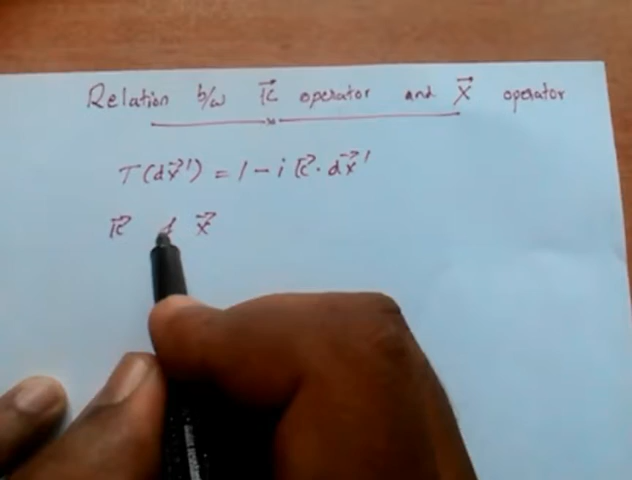 Relation b/w K⃗ operator and X⃗ operator
T(dx⃗') = 1 - i K⃗ · dx⃗'
K⃗ & x⃗